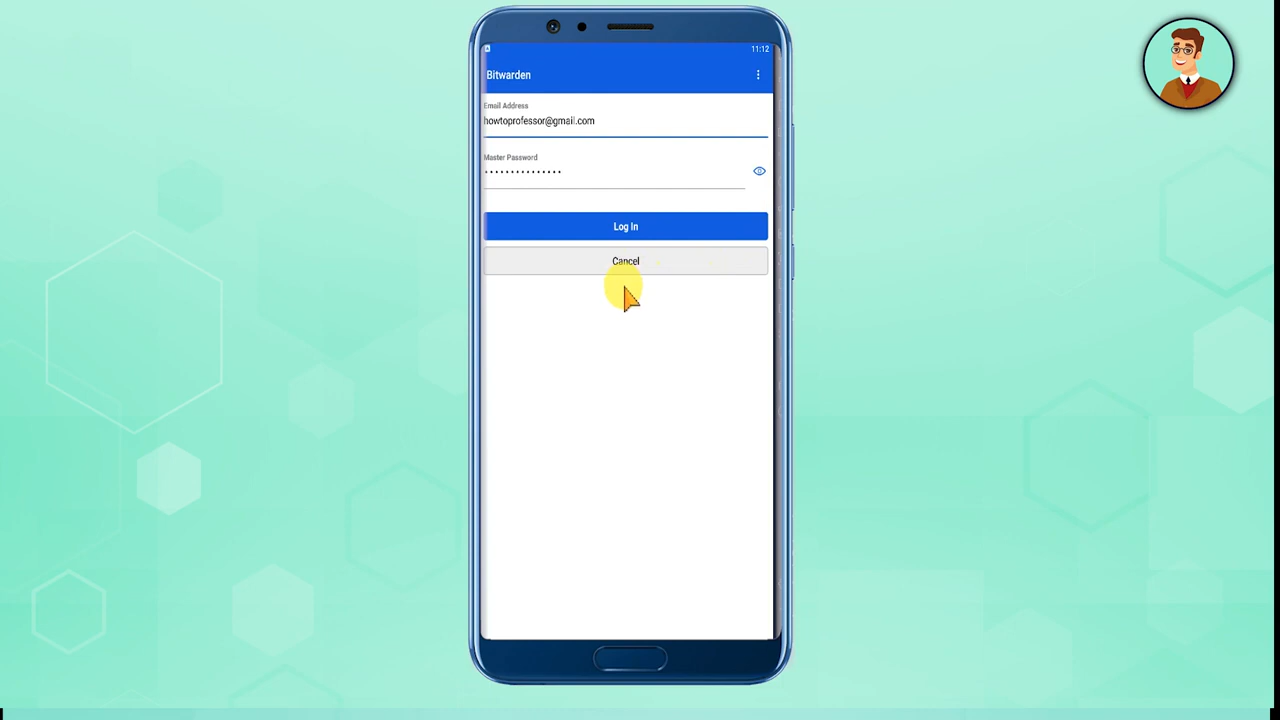 11:12
Bitwarden
Email Address
howtoprofessor@gmail.com
Master Password
•••••••••••••••
Log In
Cancel